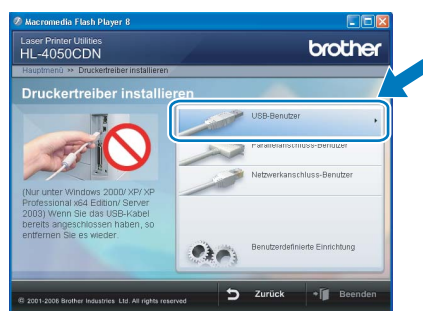 Macromedia Flash Player 8
Laser Printer Utilities
HL-4050CDN
brother
Hauptmenü >> Druckertreiber installieren
Druckertreiber installieren
USB-Benutzer
Parallelanschluss-Benutzer
Netzwerkanschluss-Benutzer
(Nur unter Windows 2000/ XP/ XP
Professional x64 Edition/ Server
2003) Wenn Sie das USB-Kabel
bereits angeschlossen haben, so
entfernen Sie es wieder.
Benutzerdefinierte Einrichtung
© 2001-2006 Brother Industries Ltd. All rights reserved
Zurück
Beenden